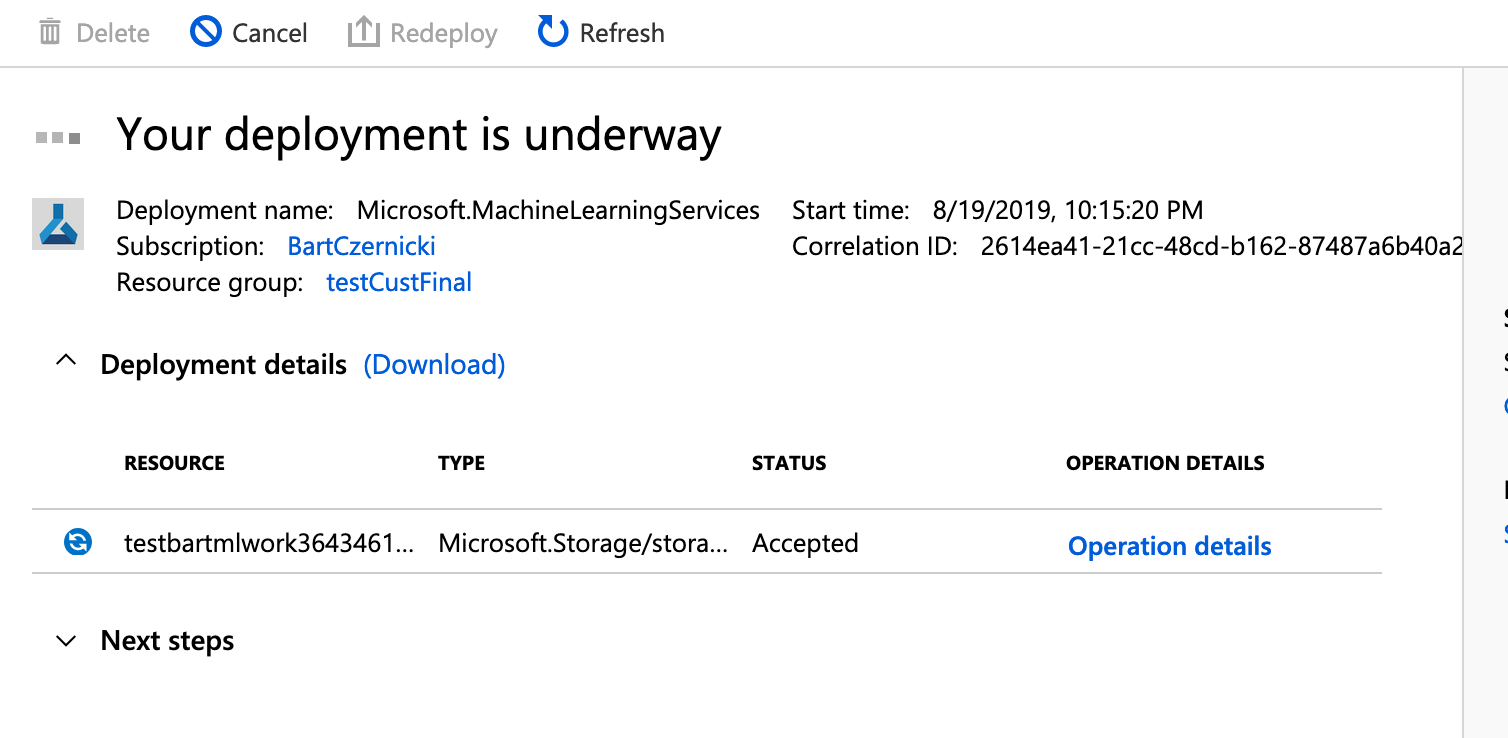 Delete Cancel Redeploy Refresh
Your deployment is underway
Deployment name: Microsoft.MachineLearningServices Start time: 8/19/2019, 10:15:20 PM
Subscription: BartCzernicki Correlation ID: 2614ea41-21cc-48cd-b162-87487a6b40a2
Resource group: testCustFinal
Deployment details (Download)
RESOURCE TYPE STATUS OPERATION DETAILS
testbartmlwork3643461... Microsoft.Storage/stora... Accepted Operation details
Next steps